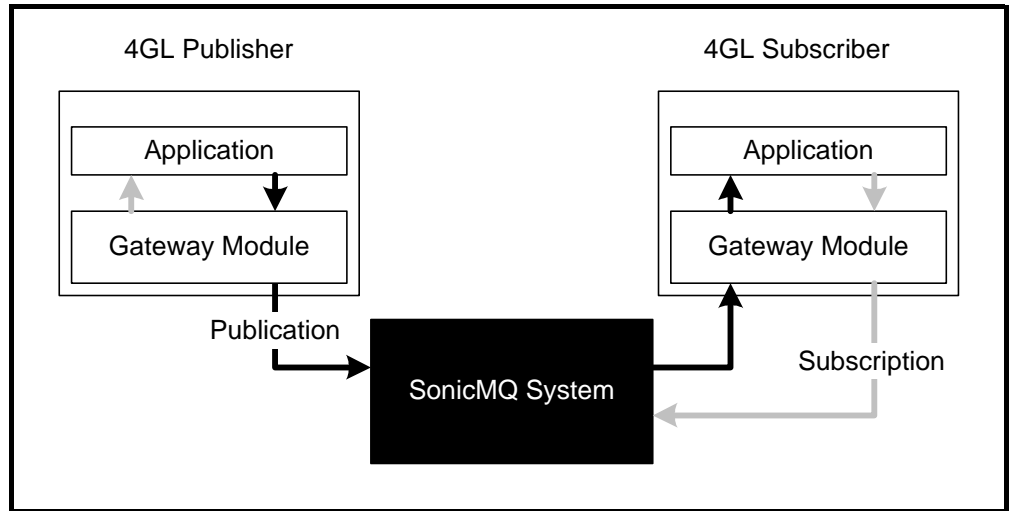 4GL Publisher
4GL Subscriber
Application
Application
Gateway Module
Gateway Module
Publication
SonicMQ System
Subscription